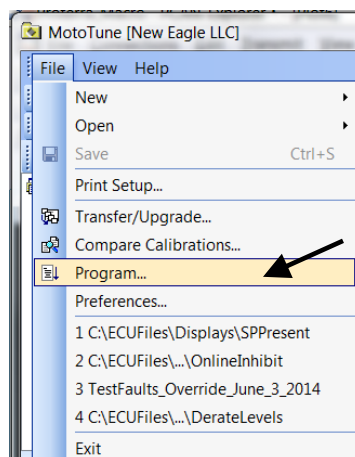 MotoTune [New Eagle LLC]
File View Help
New
Open
Save Ctrl+S
Print Setup...
Transfer/Upgrade...
Compare Calibrations...
Program...
Preferences...
1 C:\ECUFiles\Displays\SPPresent
2 C:\ECUFiles\...\OnlineInhibit
3 TestFaults_Override_June_3_2014
4 C:\ECUFiles\...\DerateLevels
Exit